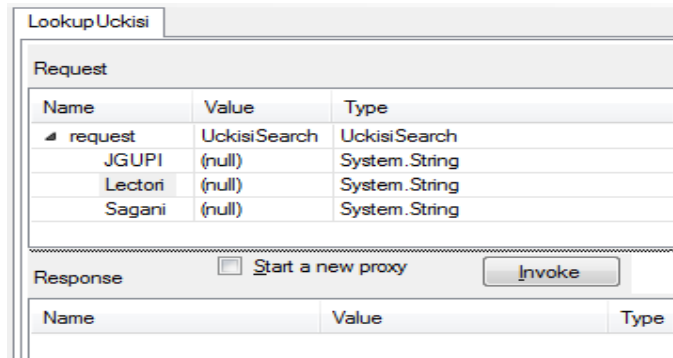 LookupUckisi
Request
Name Value Type
request UckisiSearch UckisiSearch
JGUPI (null) System.String
Lectori (null) System.String
Sagani (null) System.String
Response Start a new proxy Invoke
Name Value Type